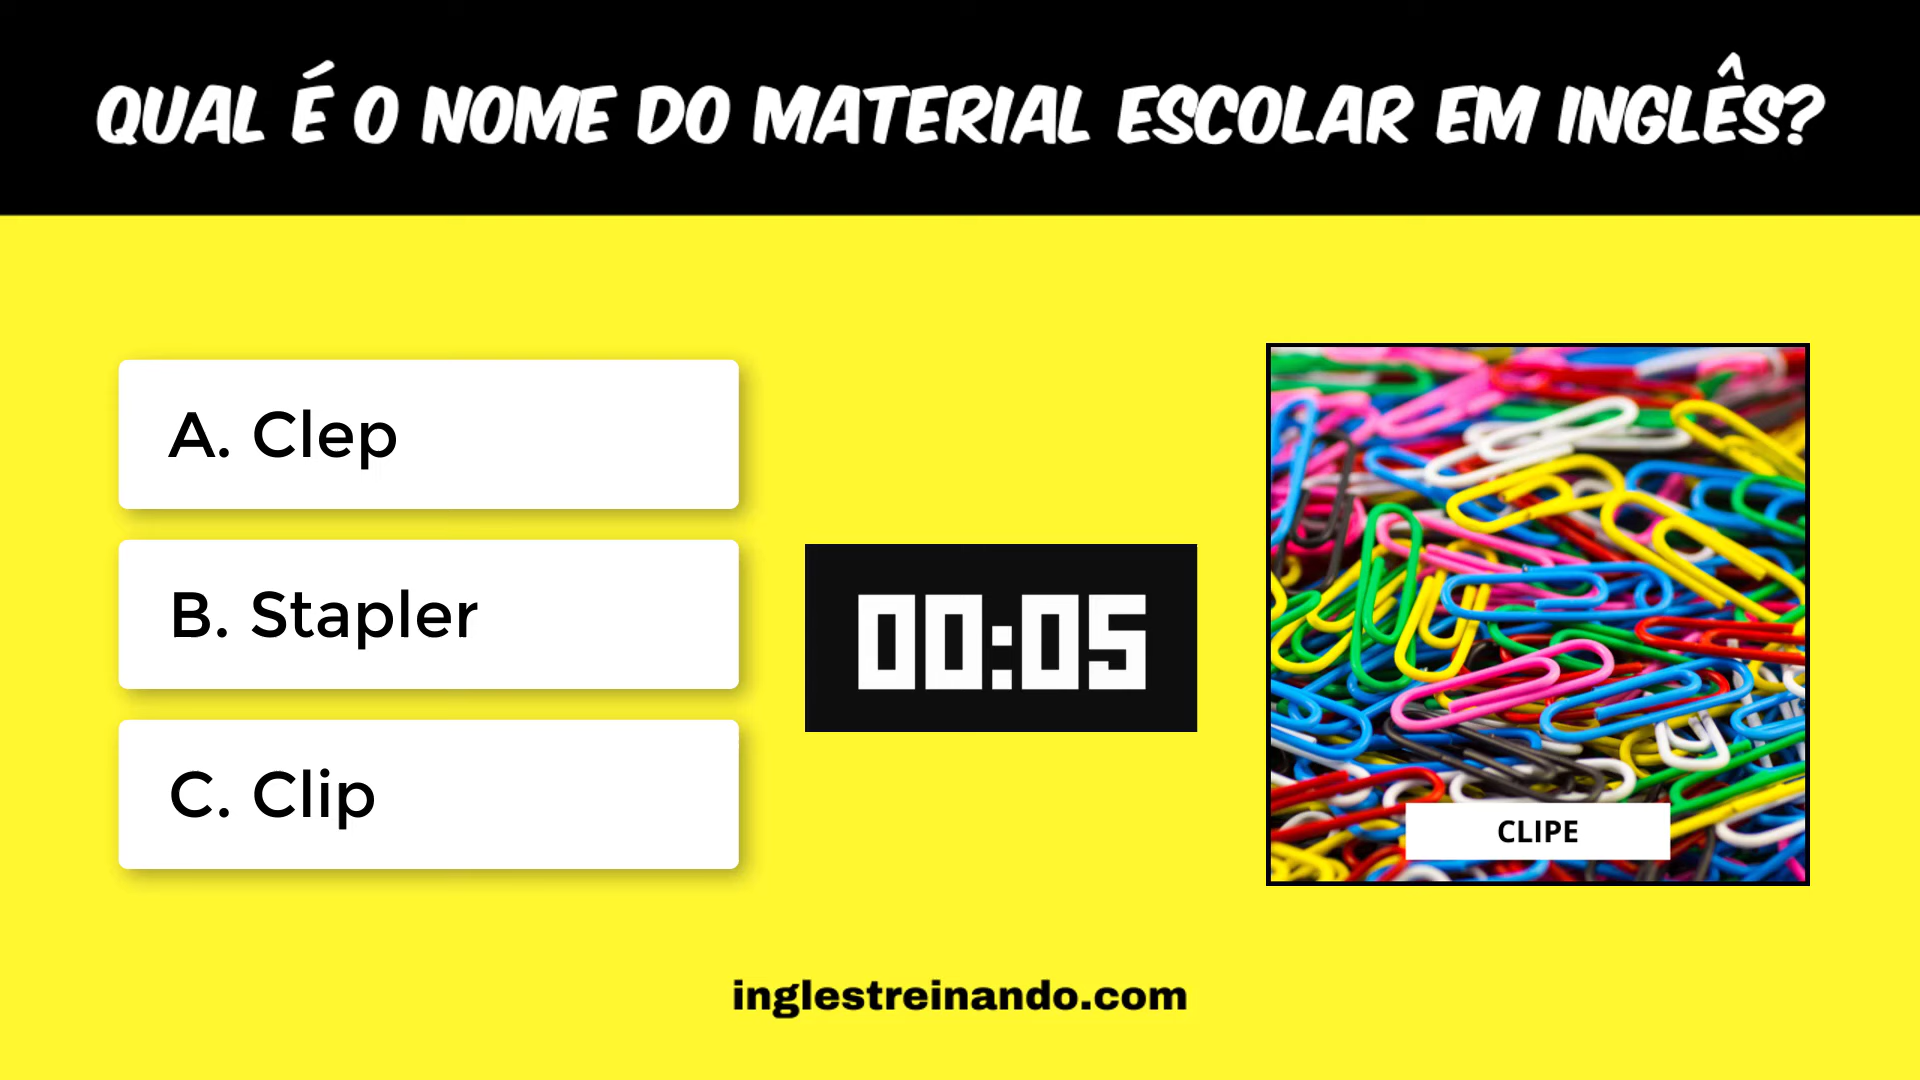 QUAL É O NOME DO MATERIAL ESCOLAR EM INGLÊS?
A. Clep
B. Stapler
C. Clip
00:05
CLIPE
inglestreinando.com